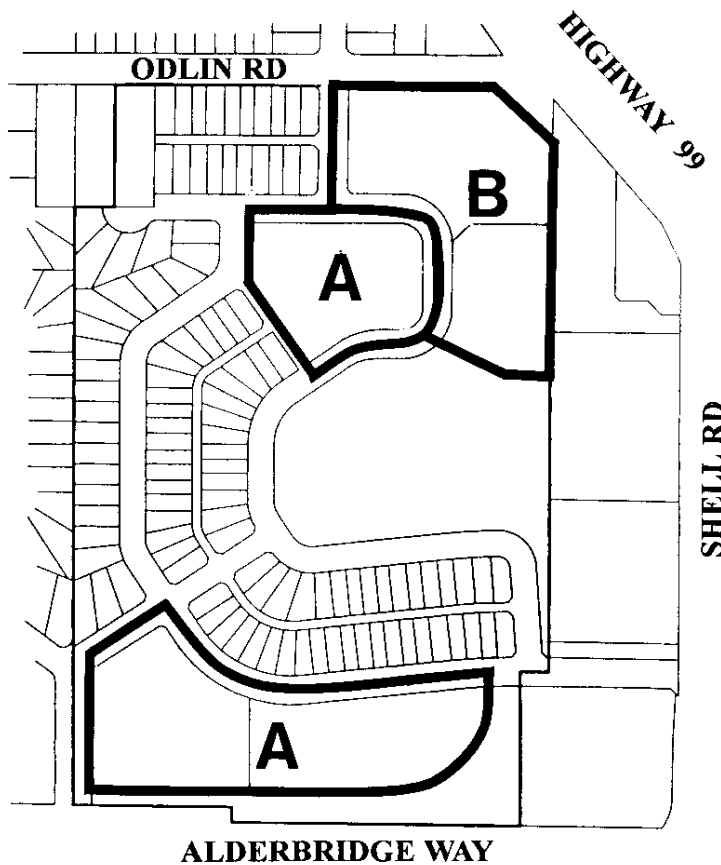 HIGHWAY 99
ODLIN RD
B
A
SHELL RD
A
ALDERBRIDGE WAY